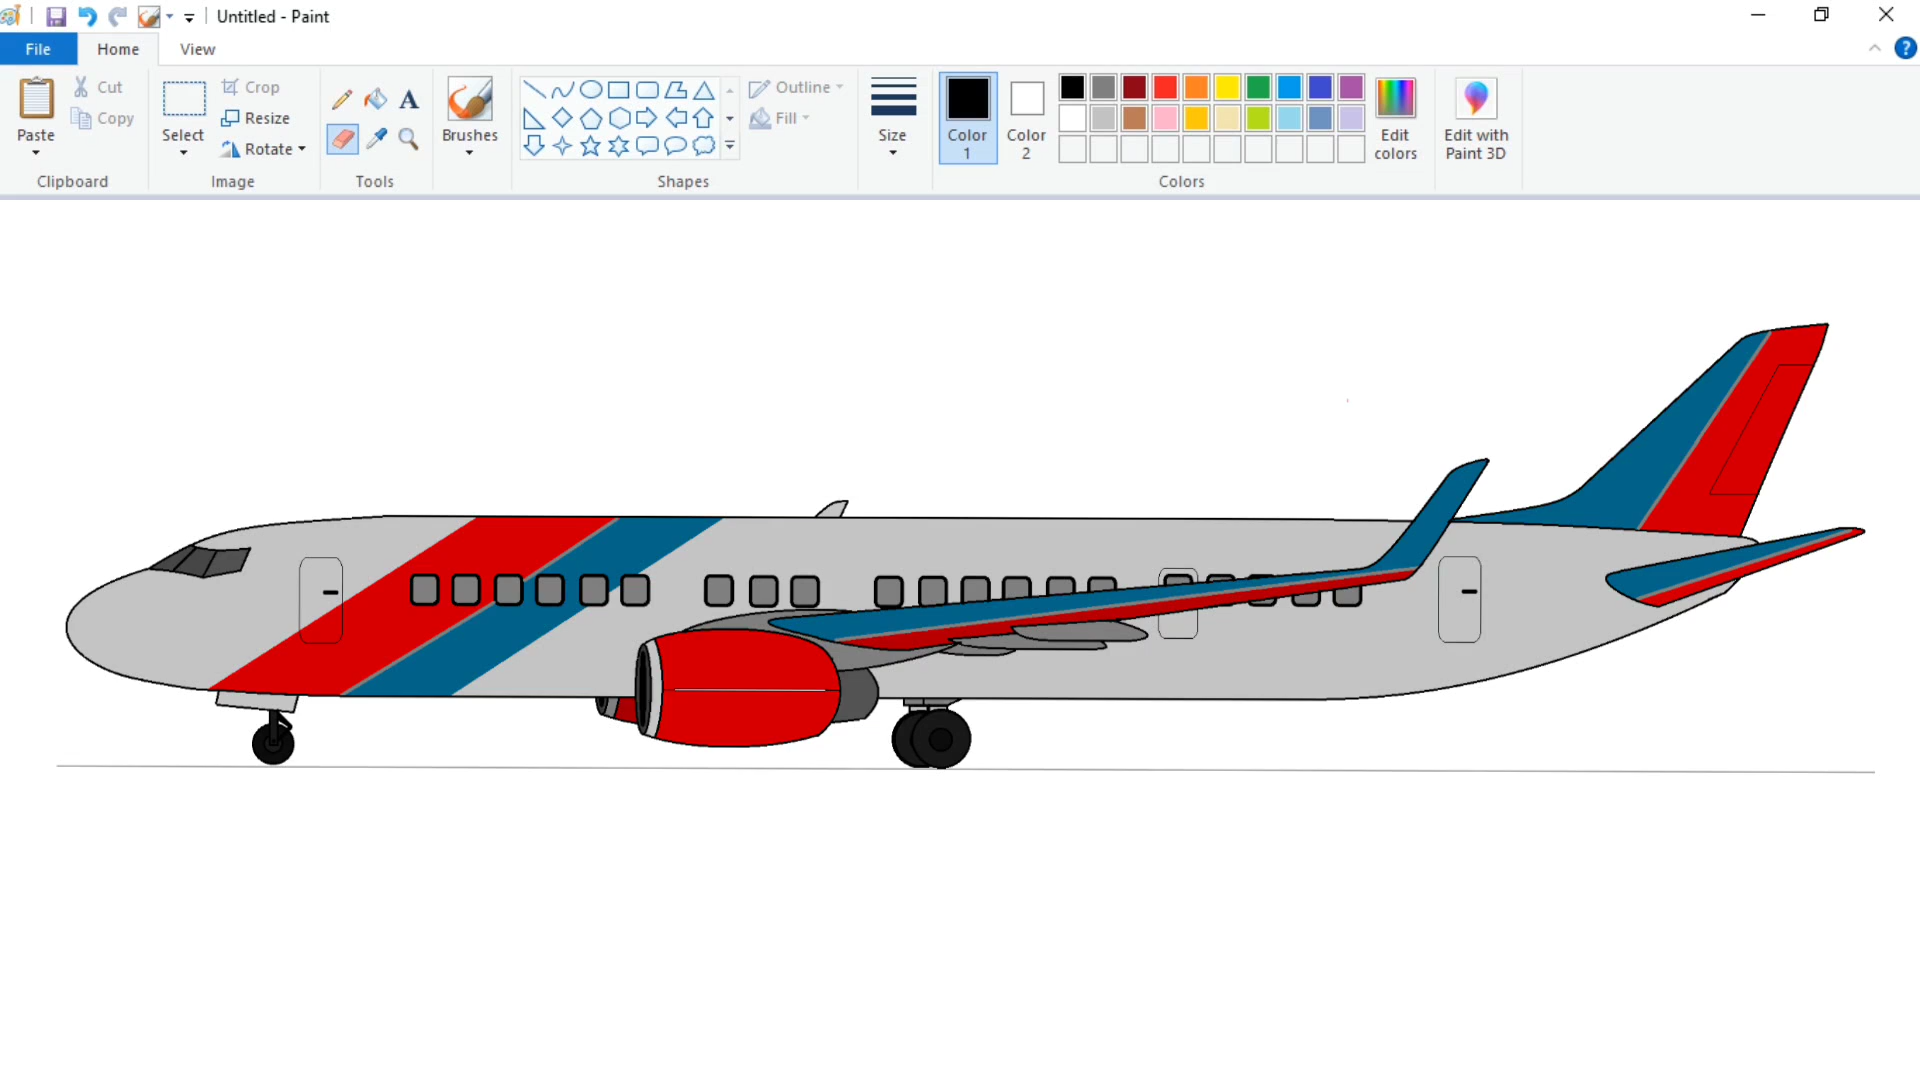 Untitled - Paint
File Home View
Paste
Cut
Copy
Clipboard
Select
Crop
Resize
Rotate
Image
Tools
Brushes
Shapes
Outline
Fill
Size
Color 1
Color 2
Edit colors
Colors
Edit with Paint 3D